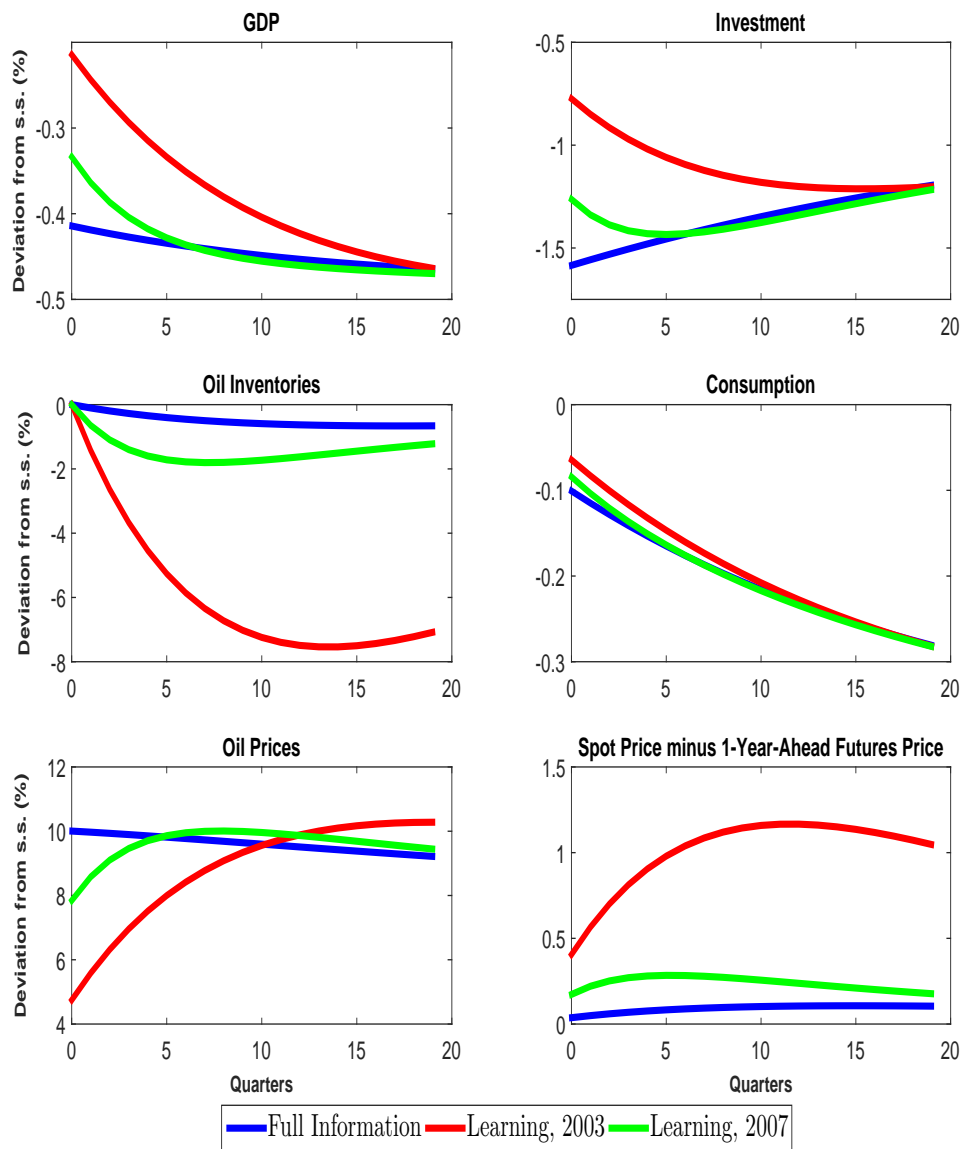 GDP
Deviation from s.s. (%)
-0.3
-0.4
-0.5
0 5 10 15 20
Investment
-0.5
-1
-1.5
0 5 10 15 20
Oil Inventories
Deviation from s.s. (%)
0
-2
-4
-6
-8
0 5 10 15 20
Consumption
0
-0.1
-0.2
-0.3
0 5 10 15 20
Oil Prices
Deviation from s.s. (%)
12
10
8
6
4
0 5 10 15 20
Quarters
Spot Price minus 1-Year-Ahead Futures Price
1.5
1
0.5
0
0 5 10 15 20
Quarters
Full Information Learning, 2003 Learning, 2007